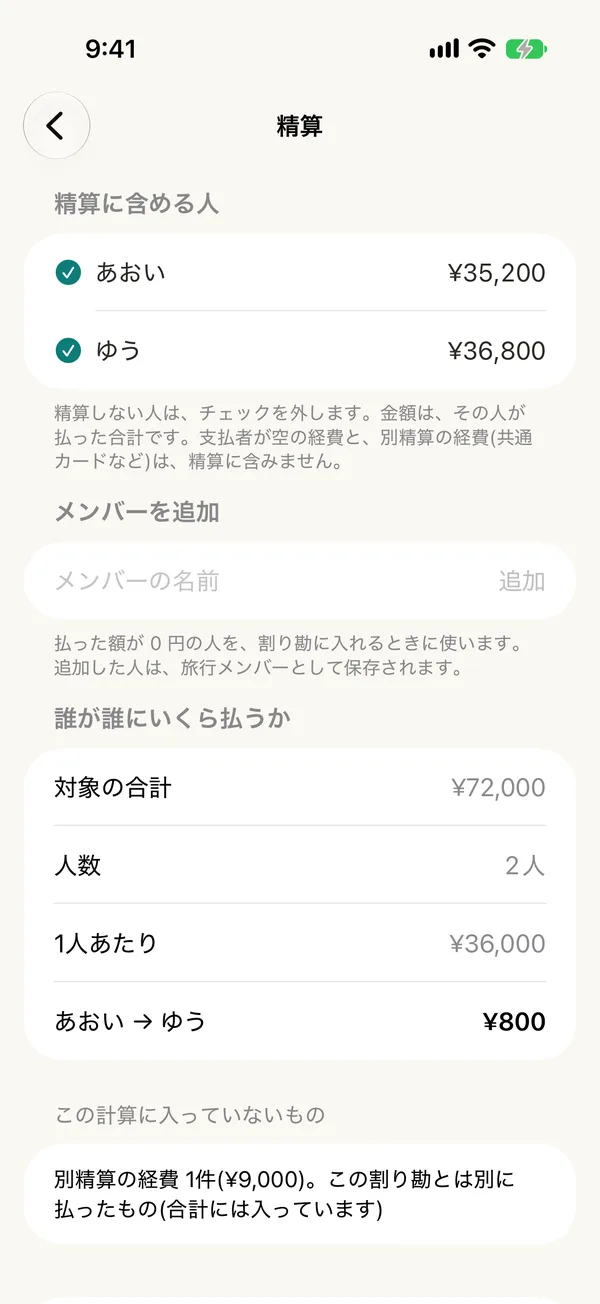 9:41
精算
精算に含める人
あおい ¥35,200
ゆう ¥36,800
精算しない人は、チェックを外します。金額は、その人が
払った合計です。支払者が空の経費と、別精算の経費(共通
カードなど)は、精算に含みません。
メンバーを追加
メンバーの名前 追加
払った額が 0 円の人を、割り勘に入れるときに使います。
追加した人は、旅行メンバーとして保存されます。
誰が誰にいくら払うか
対象の合計 ¥72,000
人数 2人
1人あたり ¥36,000
あおい → ゆう ¥800
この計算に入っていないもの
別精算の経費 1件(¥9,000)。この割り勘とは別に
払ったもの(合計には入っています)